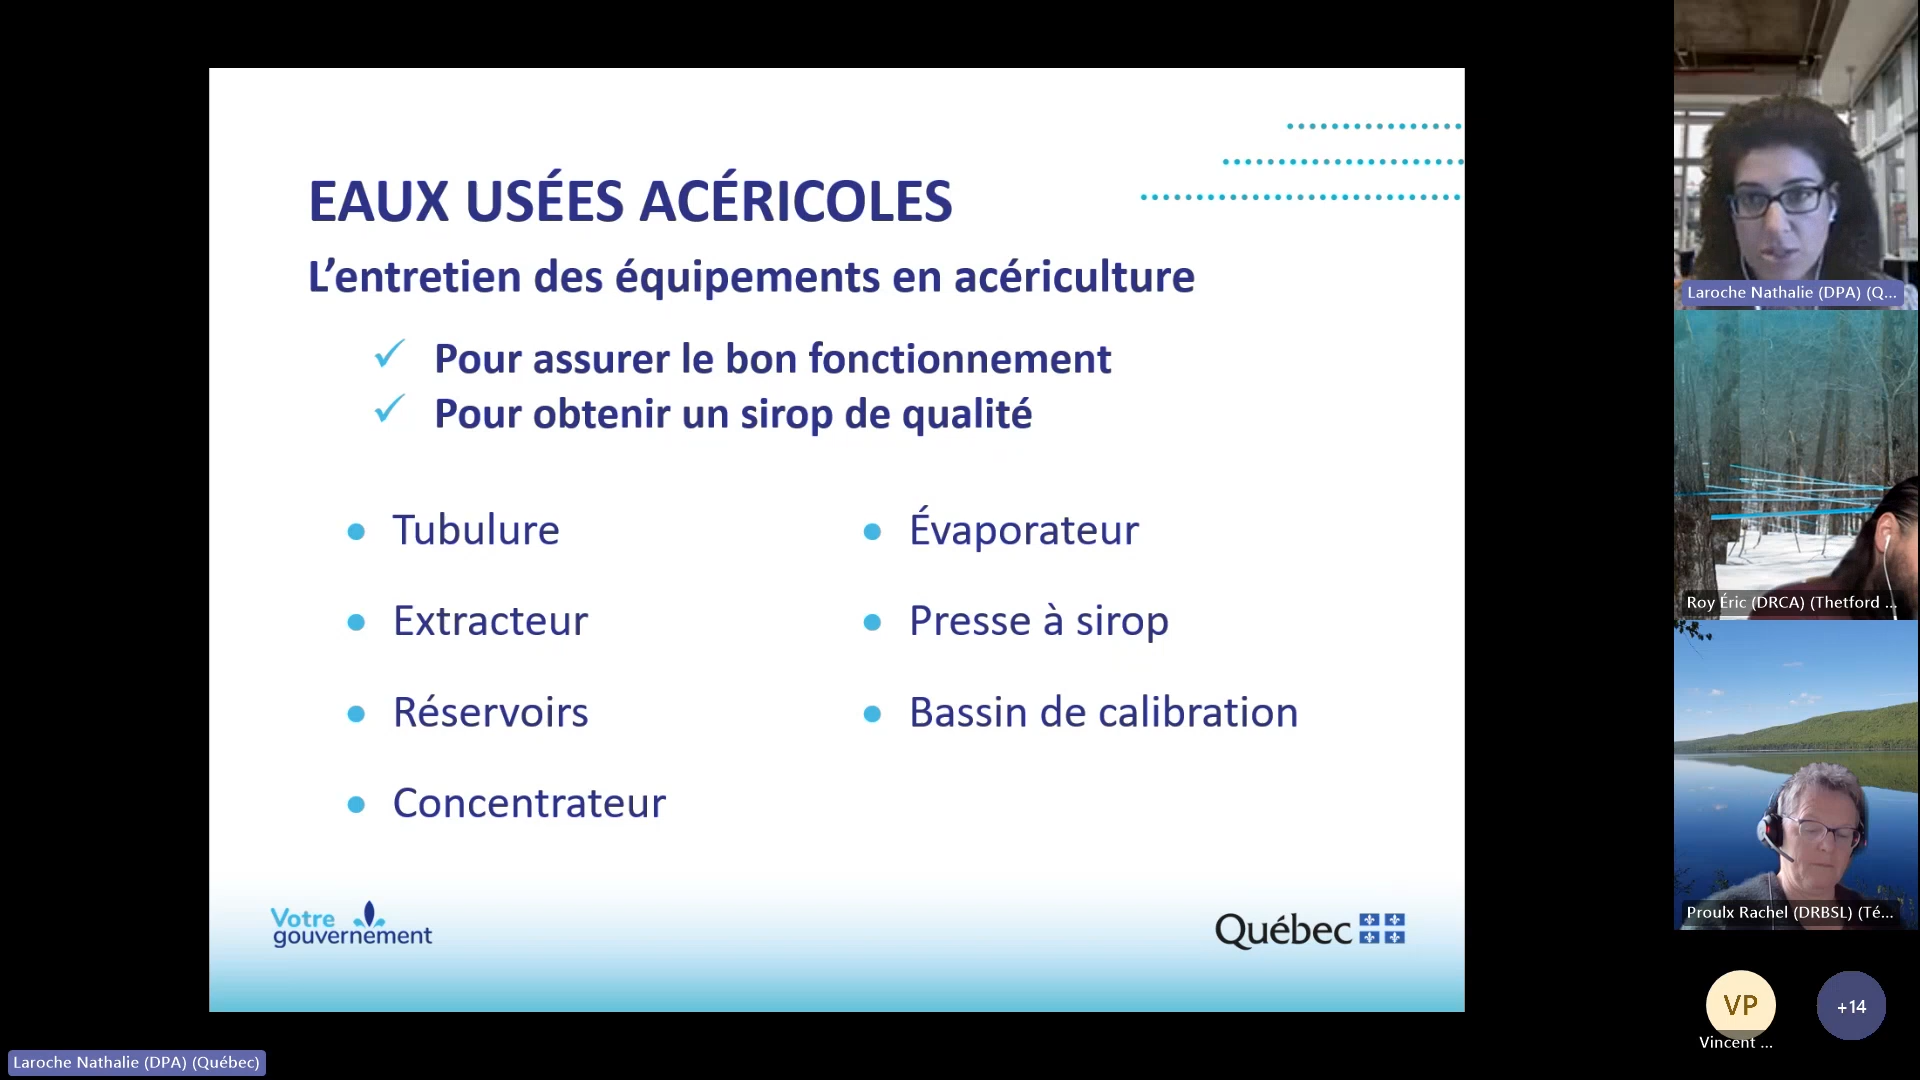 EAUX USÉES ACÉRICOLES
L’entretien des équipements en acériculture
✓ Pour assurer le bon fonctionnement
✓ Pour obtenir un sirop de qualité
• Tubulure
• Extracteur
• Réservoirs
• Concentrateur
• Évaporateur
• Presse à sirop
• Bassin de calibration
Votre
gouvernement
Québec
Laroche Nathalie (DPA) (Q...
Roy Éric (DRCA) (Thetford ...
Proulx Rachel (DRBSL) (Té...
VP
+14
Vincent ...
Laroche Nathalie (DPA) (Québec)